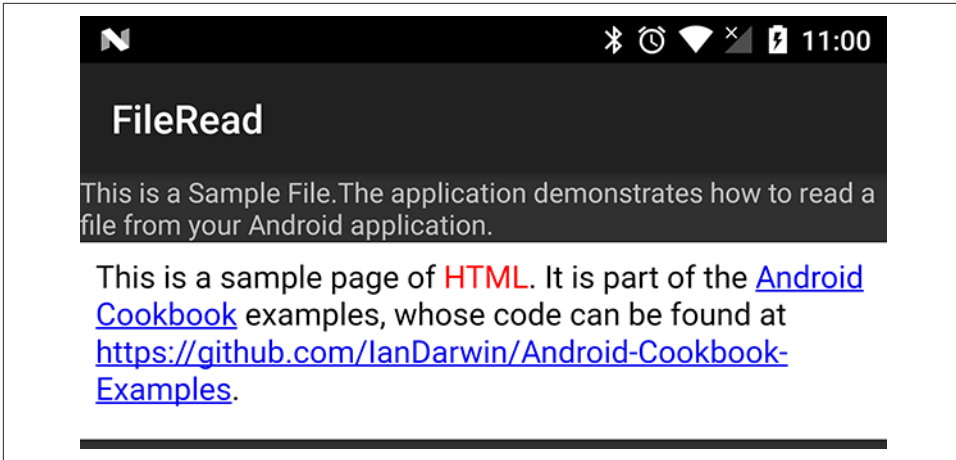 11:00
FileRead
This is a Sample File.The application demonstrates how to read a
file from your Android application.
This is a sample page of HTML. It is part of the Android
Cookbook examples, whose code can be found at
https://github.com/IanDarwin/Android-Cookbook-
Examples.